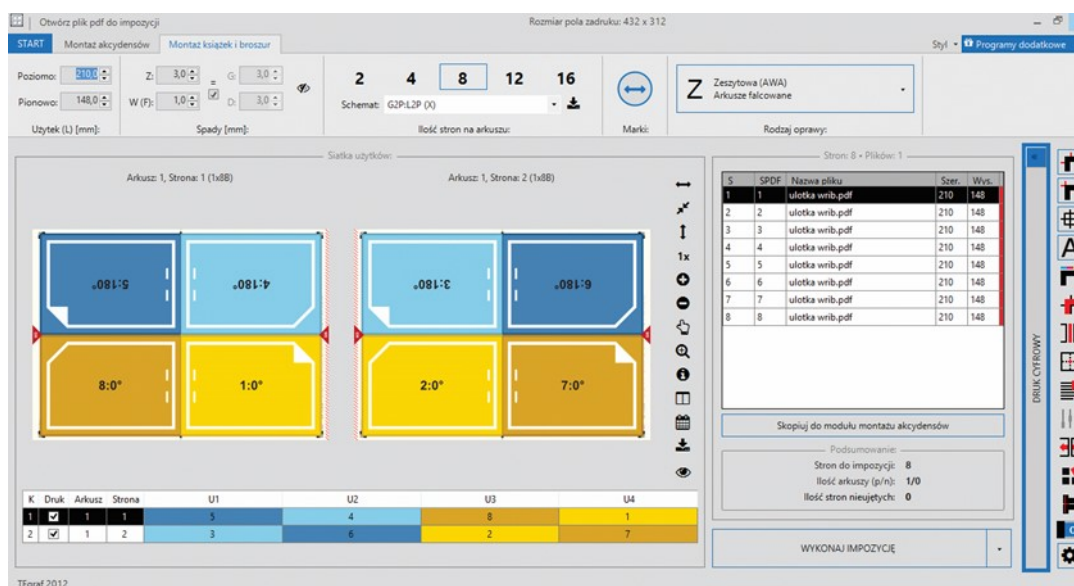 Otwórz plik pdf do impozycji
Rozmiar pola zadruku: 432 x 312
START Montaż akcydensów Montaż książek i broszur
Styl Programy dodatkowe
Poziomo: 210,0 Z: 3,0 = G: 3,0
Pionowo: 148,0 W (F): 1,0 D: 3,0
Użytek (L) [mm]: Spady [mm]:
2 4 8 12 16
Schemat: G2P:L2P (X)
Ilość stron na arkuszu:
Marki:
Z Zeszytowa (AWA)
Arkusze falcowane
Rodzaj oprawy:
Siatka użytków:
Arkusz: 1, Strona: 1 (1x8B) Arkusz: 1, Strona: 2 (1x8B)
5:180° 4:180° 3:180° 6:180°
8:0° 1:0° 2:0° 7:0°
1x
K Druk Arkusz Strona U1 U2 U3 U4
1 1 1 5 4 8 1
2 1 2 3 6 2 7
Stron: 8 • Plików: 1
S SPDF Nazwa pliku Szer. Wys.
1 1 ulotka wrib.pdf 210 148
2 2 ulotka wrib.pdf 210 148
3 3 ulotka wrib.pdf 210 148
4 4 ulotka wrib.pdf 210 148
5 5 ulotka wrib.pdf 210 148
6 6 ulotka wrib.pdf 210 148
7 7 ulotka wrib.pdf 210 148
8 8 ulotka wrib.pdf 210 148
Skopiuj do modułu montażu akcydensów
Podsumowanie:
Stron do impozycji: 8
Ilość arkuszy (p/n): 1/0
Ilość stron nieujętych: 0
WYKONAJ IMPOZYCJĘ
DRUK CYFROWY
A
TEgraf 2012